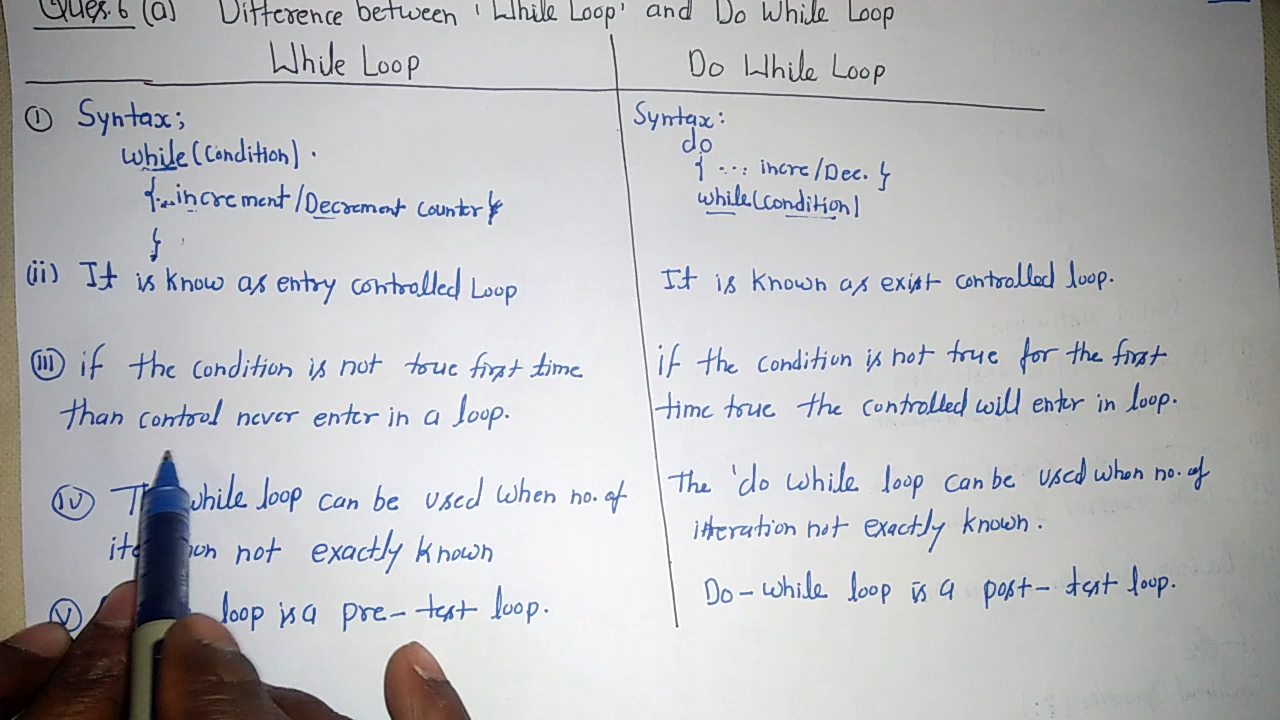 Ques. 6 (a) Difference between 'While Loop' and Do While Loop
While Loop
Do While Loop
(i) Syntax;
while(Condition).
{...increment/Decrement counter}
}
Syntax:
do
{ ... incre/Dec. }
while(condition)
(ii) It is know as entry controlled Loop
It is known as exist controlled loop.
(iii) if the condition is not true first time
than control never enter in a loop.
if the condition is not true for the first
time true the controlled will enter in loop.
(iv) while loop can be used when no. of
not exactly known
The 'do while loop can be used when no. of
itteration not exactly known.
(v) loop is a pre-test loop.
Do-while loop is a post-test loop.